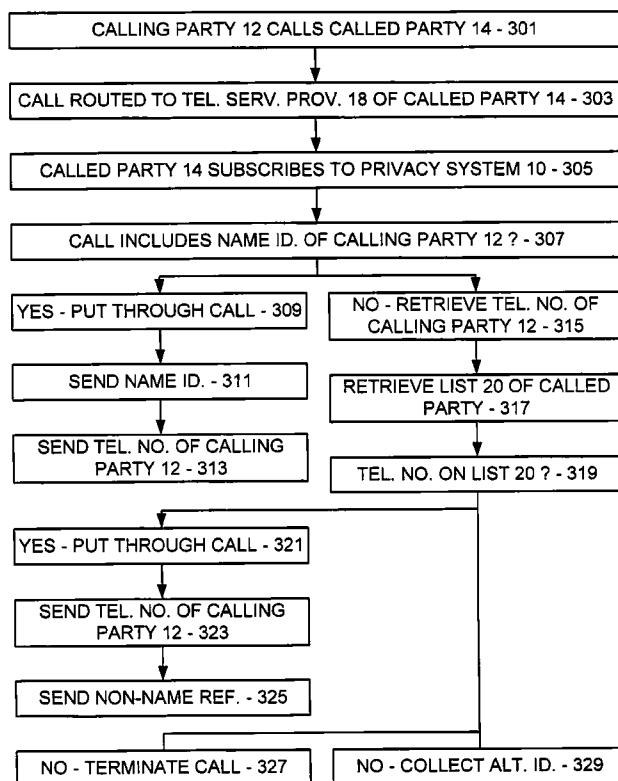 CALLING PARTY 12 CALLS CALLED PARTY 14 - 301
CALL ROUTED TO TEL. SERV. PROV. 18 OF CALLED PARTY 14 - 303
CALLED PARTY 14 SUBSCRIBES TO PRIVACY SYSTEM 10 - 305
CALL INCLUDES NAME ID. OF CALLING PARTY 12 ? - 307
YES - PUT THROUGH CALL - 309
SEND NAME ID. - 311
SEND TEL. NO. OF CALLING
PARTY 12 - 313
NO - RETRIEVE TEL. NO. OF
CALLING PARTY 12 - 315
RETRIEVE LIST 20 OF CALLED
PARTY - 317
TEL. NO. ON LIST 20 ? - 319
YES - PUT THROUGH CALL - 321
SEND TEL. NO. OF CALLING
PARTY 12 - 323
SEND NON-NAME REF. - 325
NO - TERMINATE CALL - 327
NO - COLLECT ALT. ID. - 329